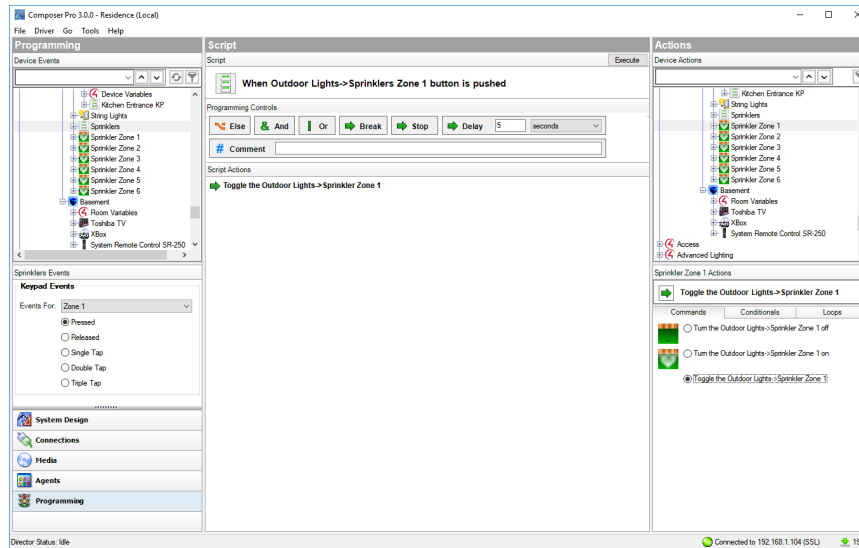 Composer Pro 3.0.0 - Residence (Local)
File Driver Go Tools Help
Programming
Device Events
Device Variables
Kitchen Entrance KP
String Lights
Sprinklers
Sprinkler Zone 1
Sprinkler Zone 2
Sprinkler Zone 3
Sprinkler Zone 4
Sprinkler Zone 5
Sprinkler Zone 6
Basement
Room Variables
Toshiba TV
XBox
System Remote Control SR-250
Sprinklers Events
Keypad Events
Events For: Zone 1
Pressed
Released
Single Tap
Double Tap
Triple Tap
System Design
Connections
Media
Agents
Programming
Script
Script Execute
When Outdoor Lights->Sprinklers Zone 1 button is pushed
Programming Controls
Else & And Or Break Stop Delay 5 seconds
# Comment
Script Actions
Toggle the Outdoor Lights->Sprinkler Zone 1
Actions
Device Actions
Kitchen Entrance KP
String Lights
Sprinklers
Sprinkler Zone 1
Sprinkler Zone 2
Sprinkler Zone 3
Sprinkler Zone 4
Sprinkler Zone 5
Sprinkler Zone 6
Basement
Toshiba TV
XBox
System Remote Control SR-250
Access
Advanced Lighting
Sprinkler Zone 1 Actions
Toggle the Outdoor Lights->Sprinkler Zone 1
Commands Conditionals Loops
Turn the Outdoor Lights->Sprinkler Zone 1 off
Turn the Outdoor Lights->Sprinkler Zone 1 on
Toggle the Outdoor Lights->Sprinkler Zone 1
Director Status: Idle
Connected to 192.168.1.104 (SSL)